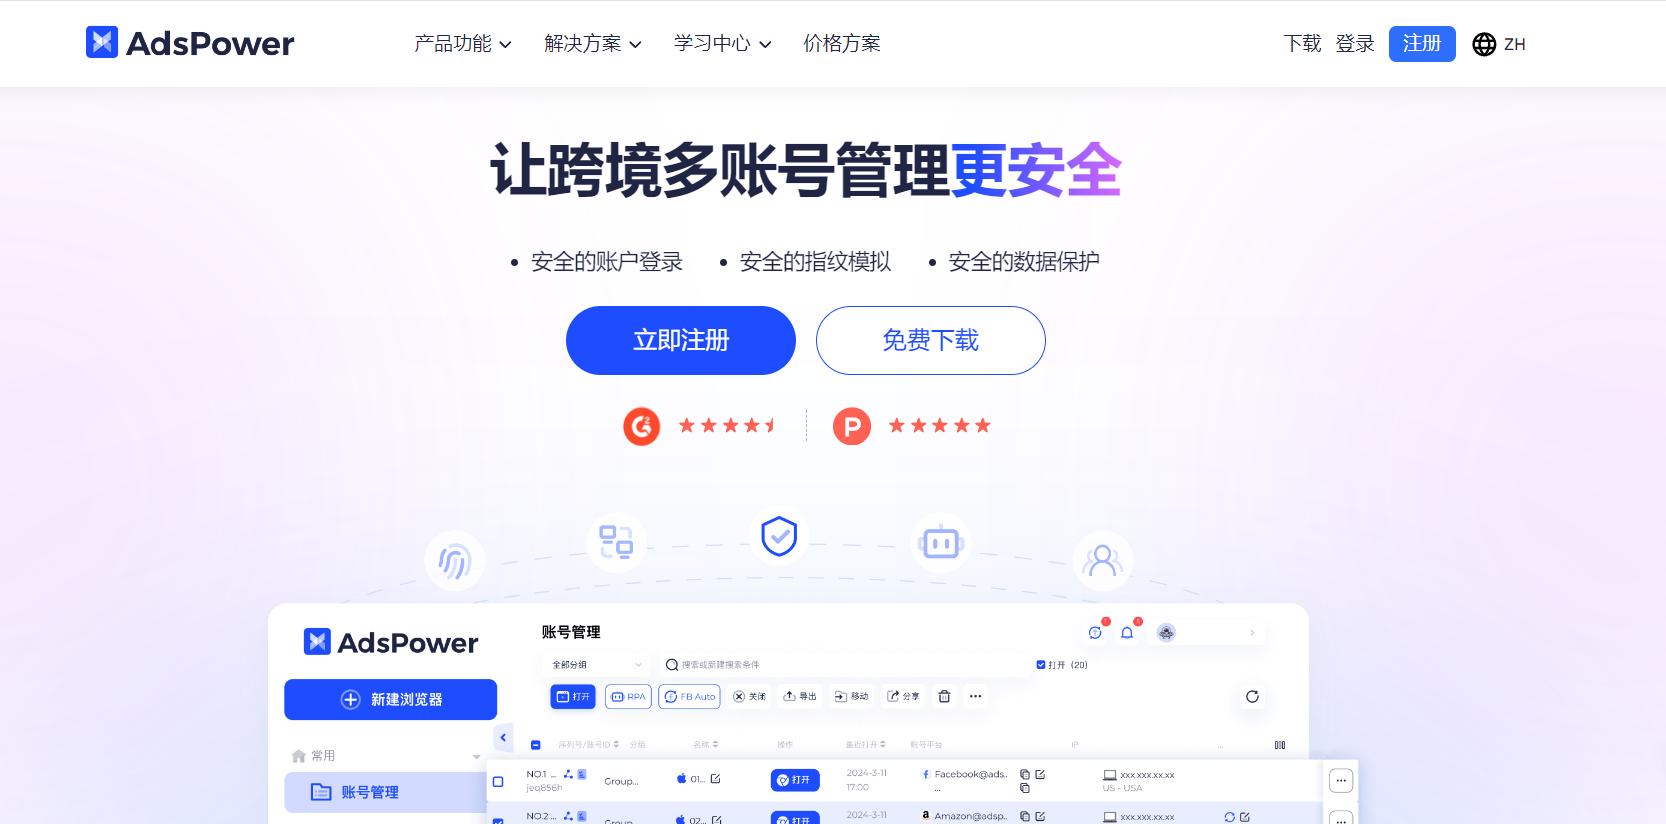 AdsPower
产品功能 解决方案 学习中心 价格方案
下载 登录 注册 ZH
让跨境多账号管理更安全
• 安全的账户登录 • 安全的指纹模拟 • 安全的数据保护
立即注册 免费下载
G2
P
AdsPower
账号管理
全部分组 搜索或新建搜索条件 打开 (20)
新建浏览器
打开 RPA FB Auto 关闭 导出 移动 分享 ...
常用
序列号/账号ID 分组 名称 操作 最近打开 账号平台 IP ...
账号管理
NO.1 Group... 01... 打开 2024-3-11 Facebook@ads.. xxx.xxx.xx.xx ...
jeq856h 17:00 ... US - USA
NO.2 ... Group... 02... 打开 2024-3-11 Amazon@adsp.. xxx.xxx.xx.xx ...